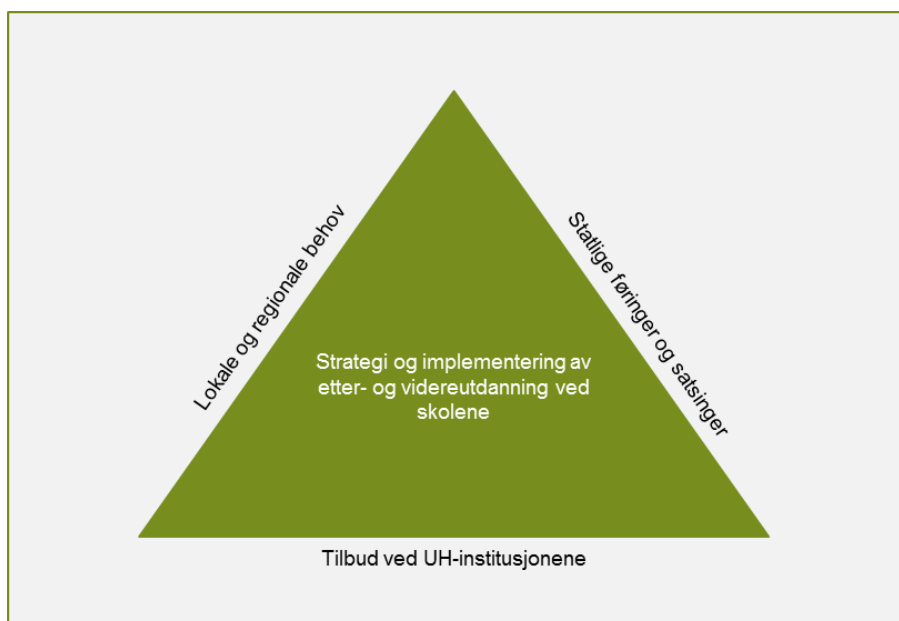 Lokale og regionale behov
Statlige føringer og satsinger
Strategi og implementering av
etter- og videreutdanning ved
skolene
Tilbud ved UH-institusjonene